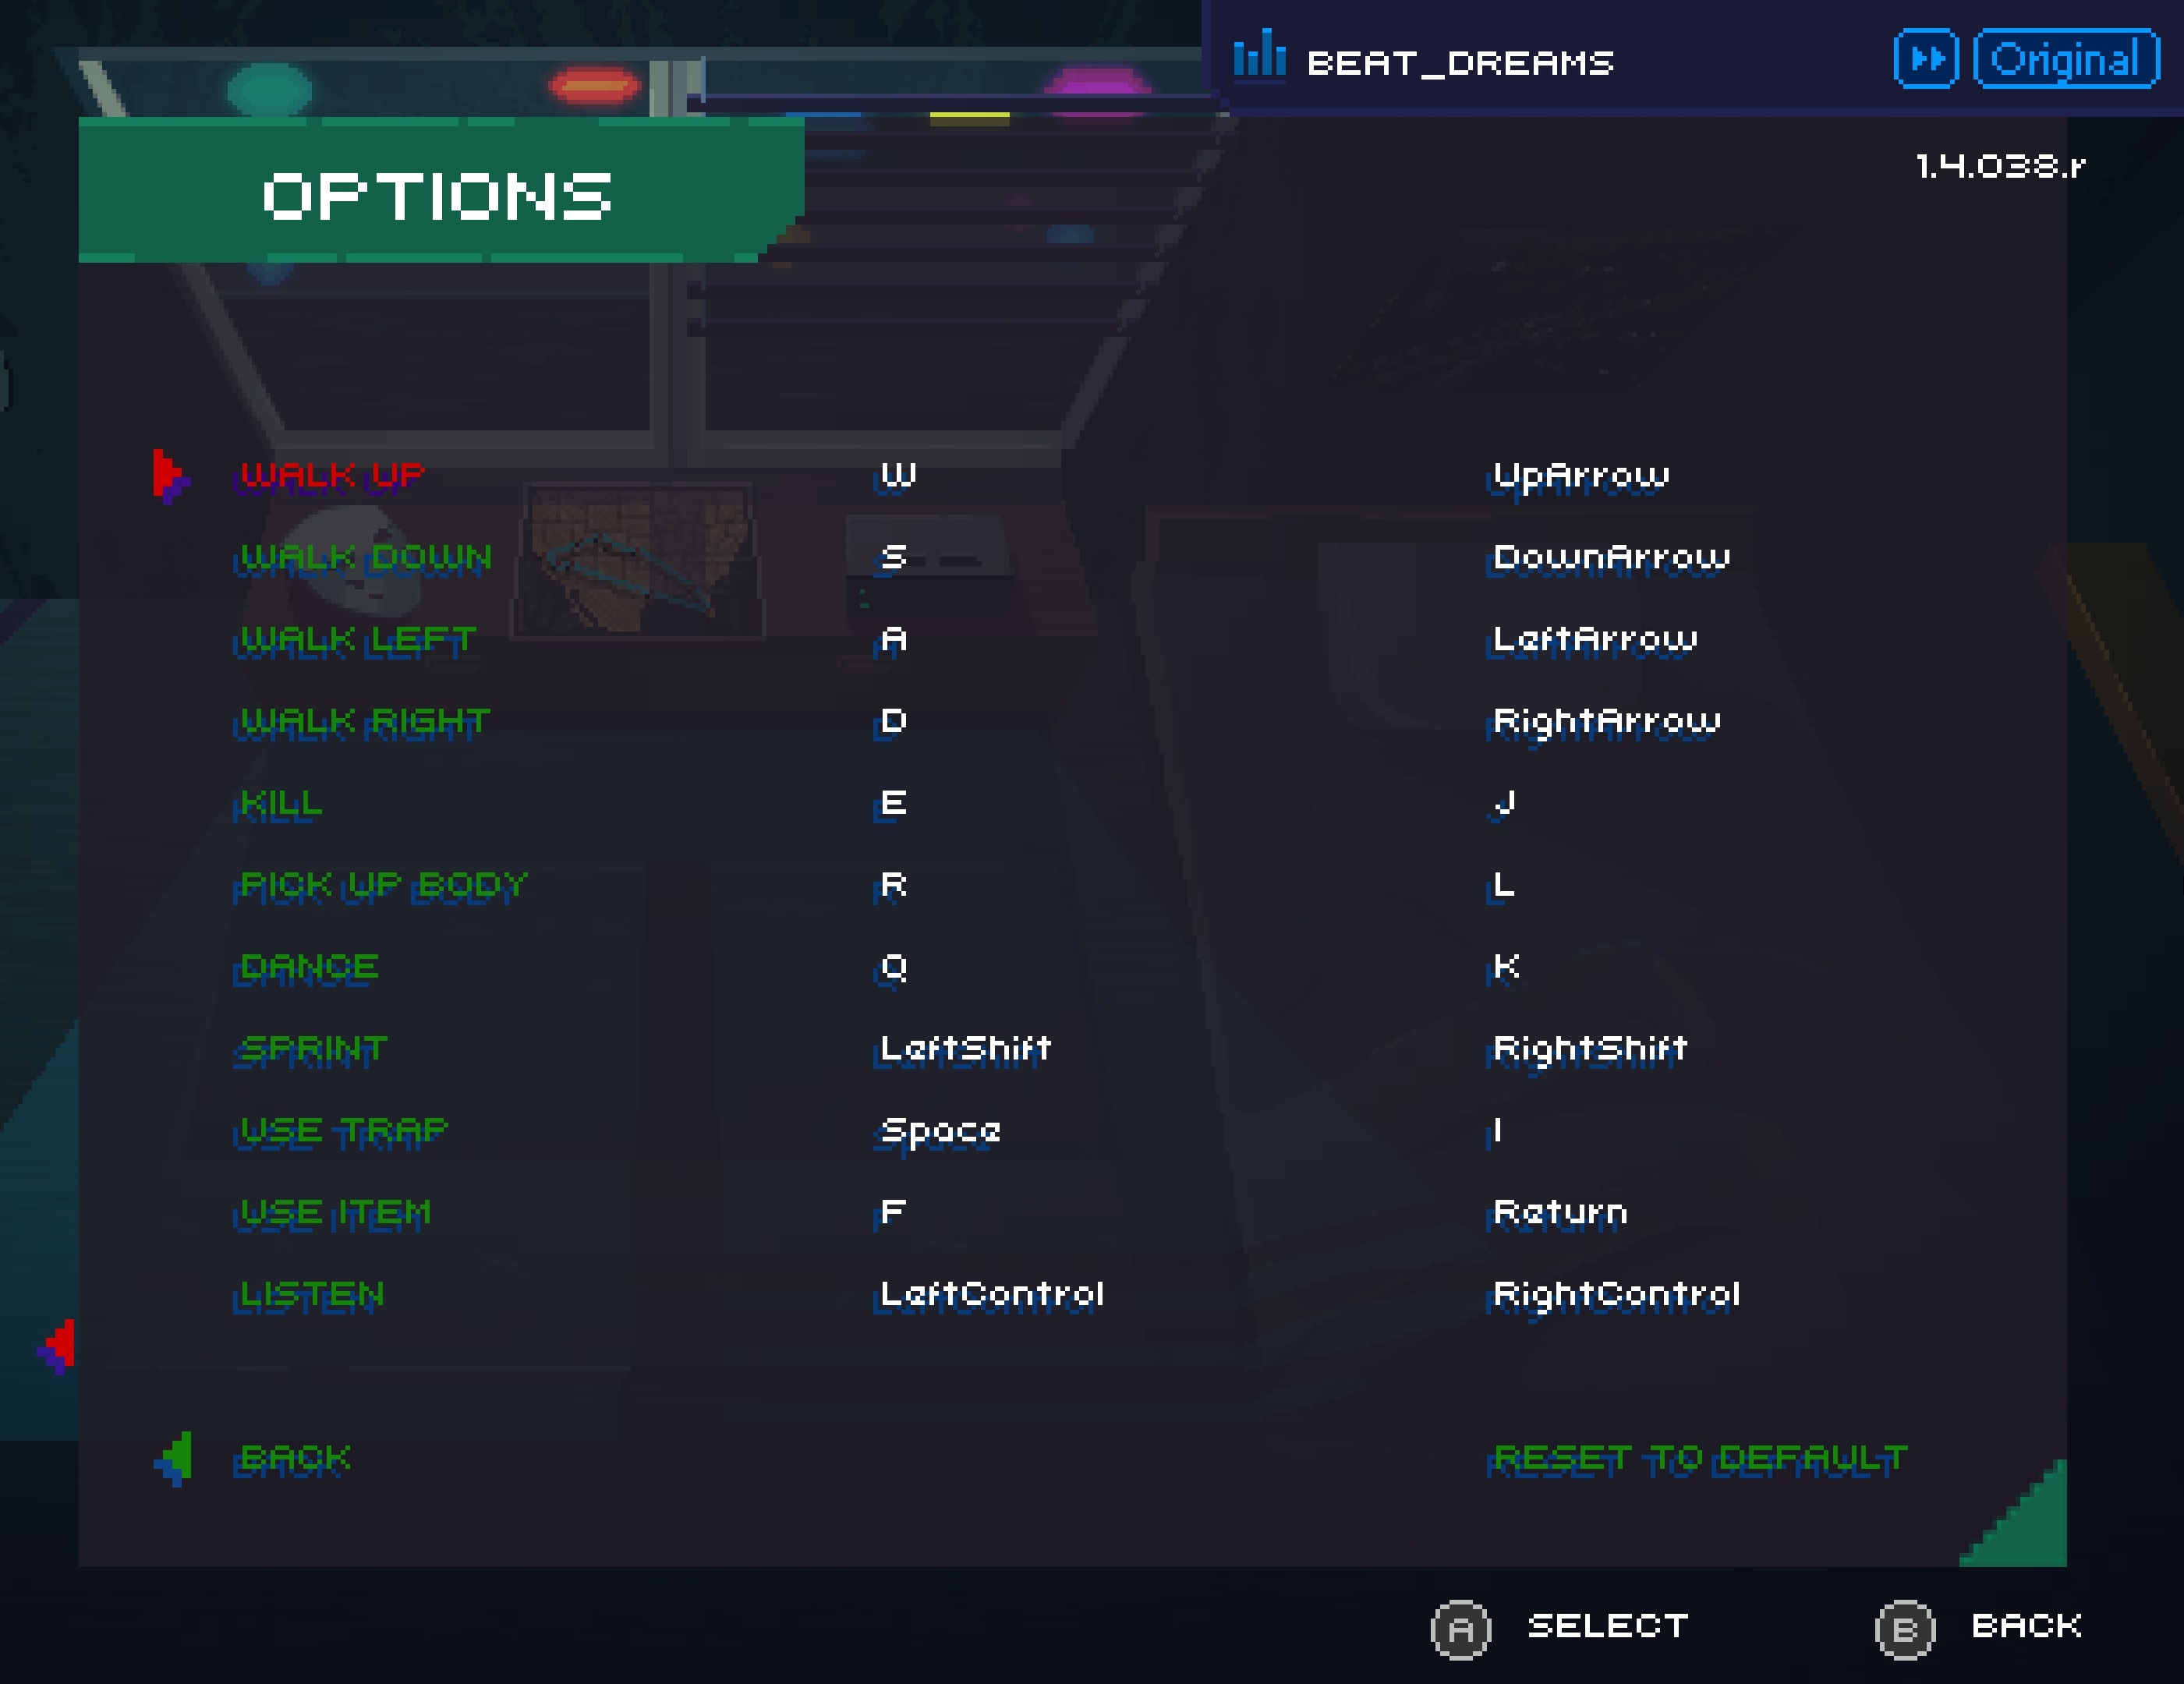 BEAT_DREAMS Original
1.4.038.r
OPTIONS
WALK UP W UpArrow
WALK DOWN S DownArrow
WALK LEFT A LeftArrow
WALK RIGHT D RightArrow
KILL E J
PICK UP BODY R L
DANCE Q K
SPRINT LeftShift RightShift
USE TRAP Space I
USE ITEM F Return
LISTEN LeftControl RightControl
BACK RESET TO DEFAULT
A SELECT B BACK